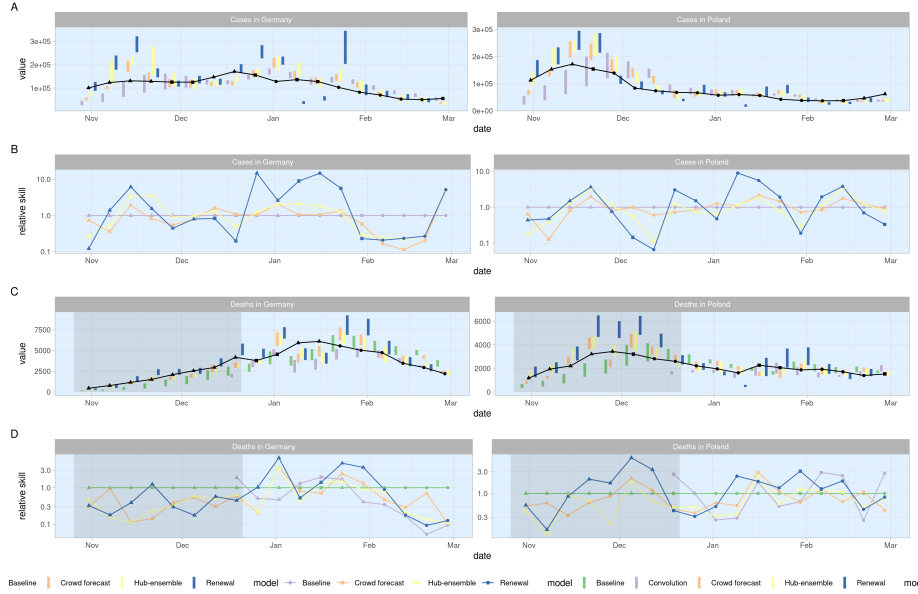 A
Cases in Germany Cases in Poland
value
3e+05
2e+05
1e+05
3e+05
2e+05
1e+05
0e+00
Nov Dec Jan Feb Mar Nov Dec Jan Feb Mar
date date
B
Cases in Germany Cases in Poland
relative skill
10.0
1.0
0.1
10.0
1.0
0.1
Nov Dec Jan Feb Mar Nov Dec Jan Feb Mar
date date
C
Deaths in Germany Deaths in Poland
value
7500
5000
2500
0
6000
4000
2000
0
Nov Dec Jan Feb Mar Nov Dec Jan Feb Mar
date date
D
Deaths in Germany Deaths in Poland
relative skill
3.0
1.0
0.3
0.1
3.0
1.0
0.3
Nov Dec Jan Feb Mar Nov Dec Jan Feb Mar
date date
Baseline Crowd forecast Hub-ensemble Renewal model Baseline Crowd forecast Hub-ensemble Renewal model Baseline Convolution Crowd forecast Hub-ensemble Renewal